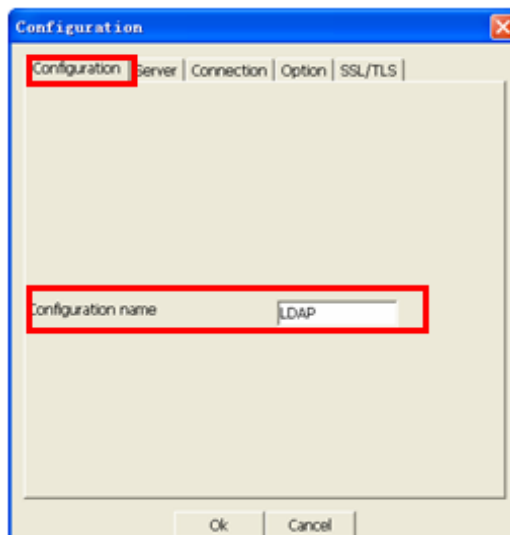 Configuration
Configuration Server Connection Option SSL/TLS
Configuration name LDAP
Ok Cancel